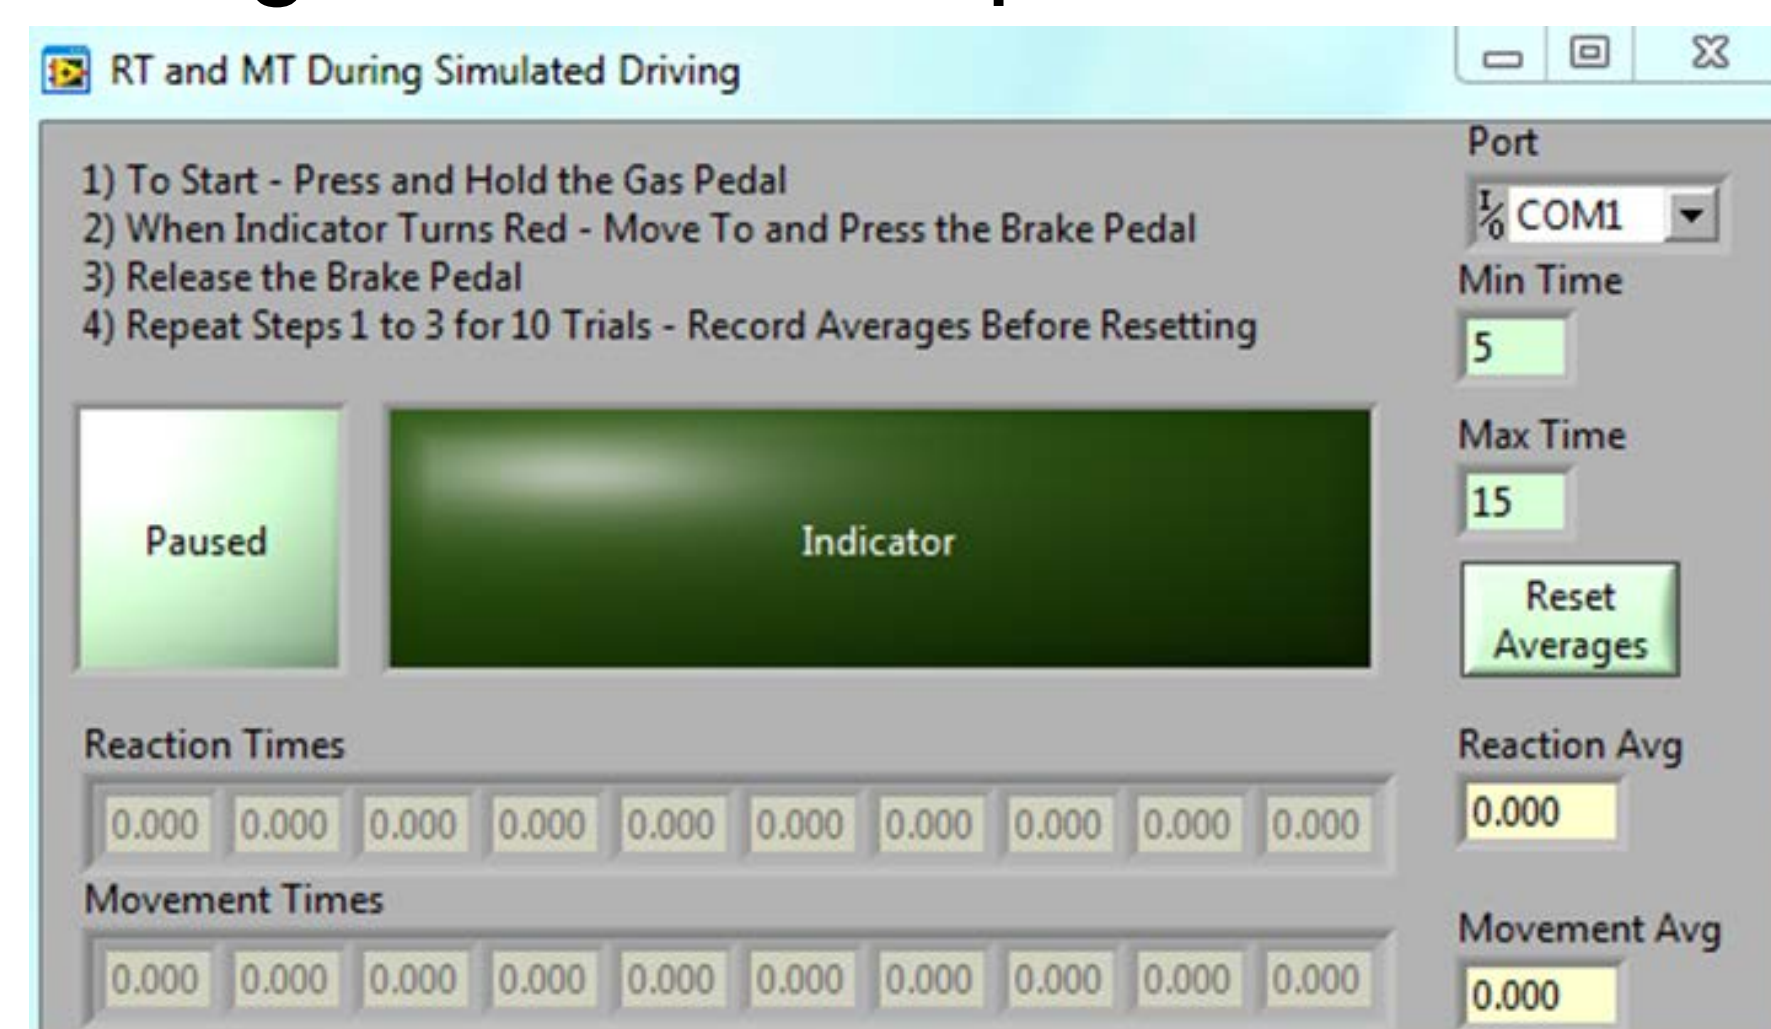 RT and MT During Simulated Driving
Port
1) To Start - Press and Hold the Gas Pedal
2) When Indicator Turns Red - Move To and Press the Brake Pedal
3) Release the Brake Pedal
4) Repeat Steps 1 to 3 for 10 Trials - Record Averages Before Resetting
I/O COM1
Min Time
5
Max Time
15
Paused
Indicator
Reset
Averages
Reaction Times
0.000 0.000 0.000 0.000 0.000 0.000 0.000 0.000 0.000 0.000
Reaction Avg
0.000
Movement Times
0.000 0.000 0.000 0.000 0.000 0.000 0.000 0.000 0.000 0.000
Movement Avg
0.000